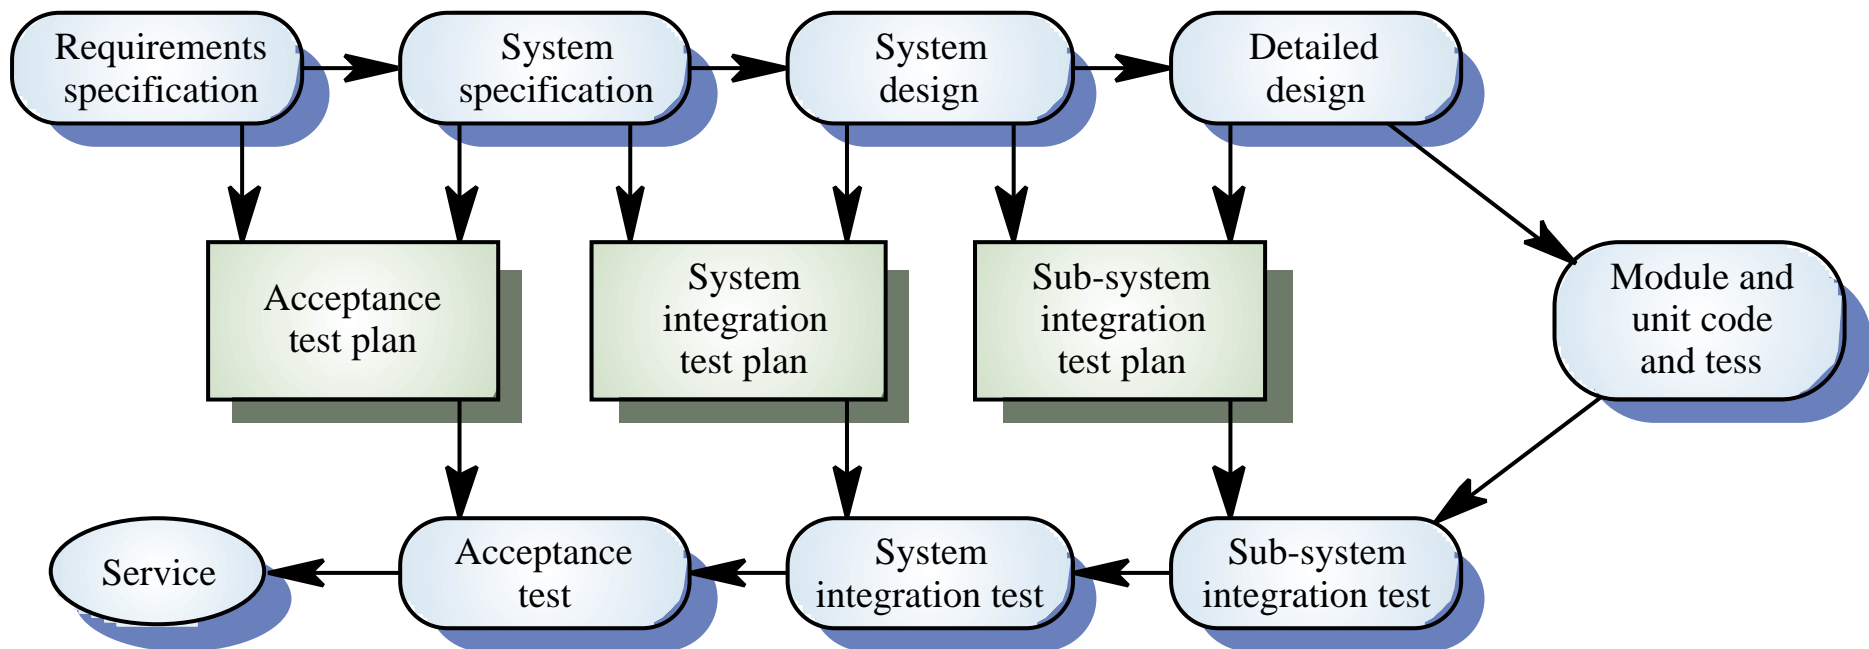 Requirements
specification
System
specification
System
design
Detailed
design
Acceptance
test plan
System
integration
test plan
Sub-system
integration
test plan
Module and
unit code
and tess
Service
Acceptance
test
System
integration test
Sub-system
integration test